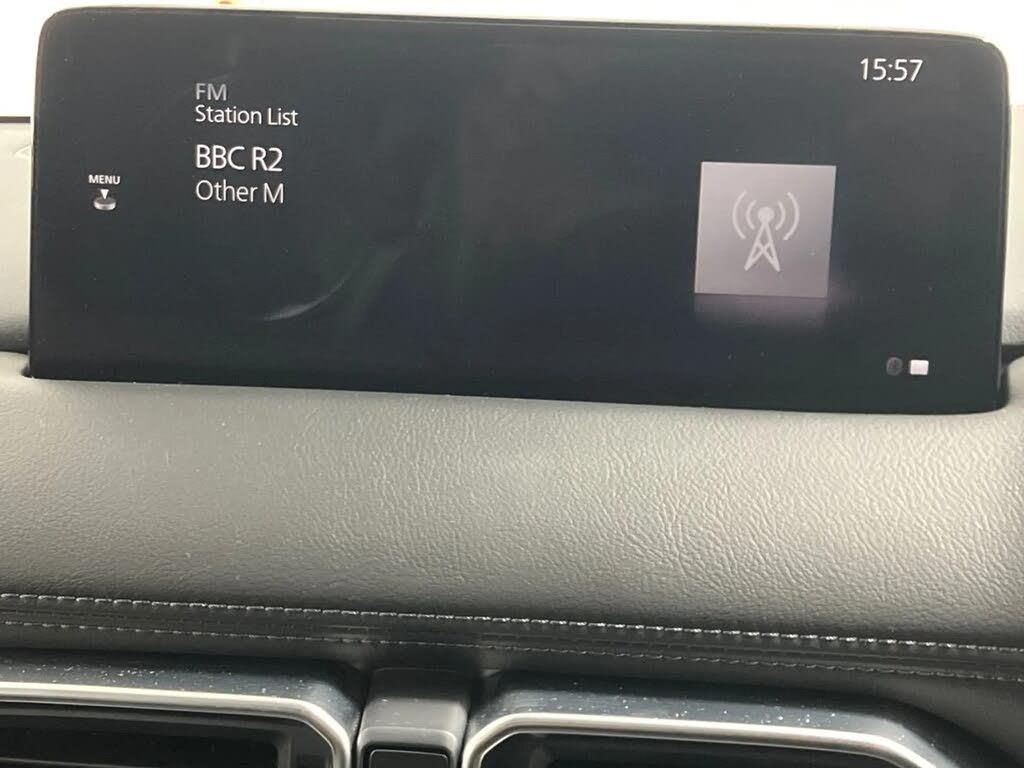 15:57
FM
Station List
BBC R2
Other M
MENU